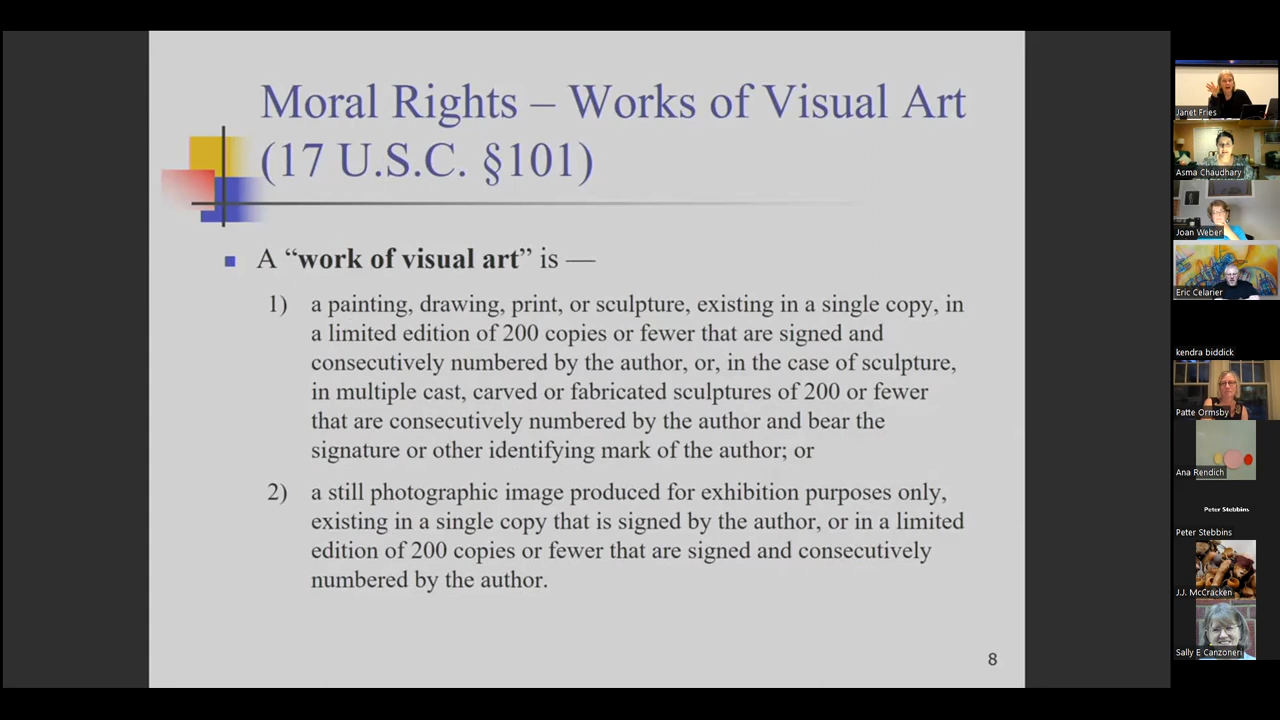 Moral Rights – Works of Visual Art
(17 U.S.C. §101)
A “work of visual art” is —
1) a painting, drawing, print, or sculpture, existing in a single copy, in
a limited edition of 200 copies or fewer that are signed and
consecutively numbered by the author, or, in the case of sculpture,
in multiple cast, carved or fabricated sculptures of 200 or fewer
that are consecutively numbered by the author and bear the
signature or other identifying mark of the author; or
2) a still photographic image produced for exhibition purposes only,
existing in a single copy that is signed by the author, or in a limited
edition of 200 copies or fewer that are signed and consecutively
numbered by the author.
8
Janet Fries
Asma Chaudhary
Joan Weber
Eric Celarier
kendra biddick
Patte Ormsby
Ana Rendich
Peter Stebbins
Peter Stebbins
J.J. McCracken
Sally E Canzoneri